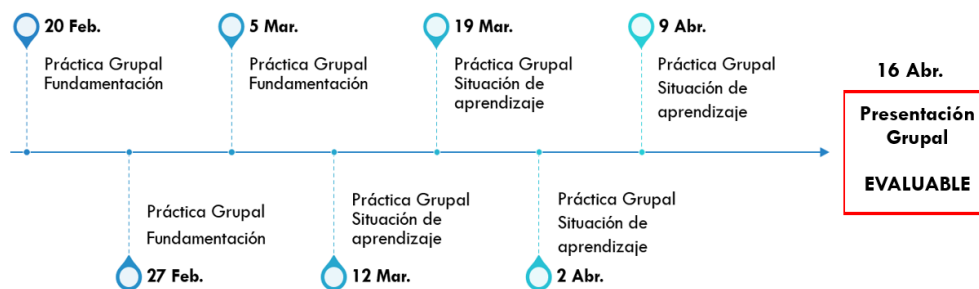 20 Feb.
Práctica Grupal
Fundamentación
5 Mar.
Práctica Grupal
Fundamentación
19 Mar.
Práctica Grupal
Situación de
aprendizaje
9 Abr.
Práctica Grupal
Situación de
aprendizaje
16 Abr.
Presentación
Grupal
EVALUABLE
Práctica Grupal
Fundamentación
27 Feb.
Práctica Grupal
Situación de
aprendizaje
12 Mar.
Práctica Grupal
Situación de
aprendizaje
2 Abr.